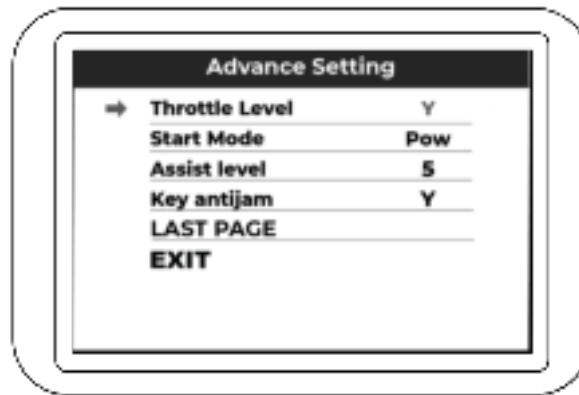 Advance Setting
Throttle Level Y
Start Mode Pow
Assist level 5
Key antijam Y
LAST PAGE
EXIT